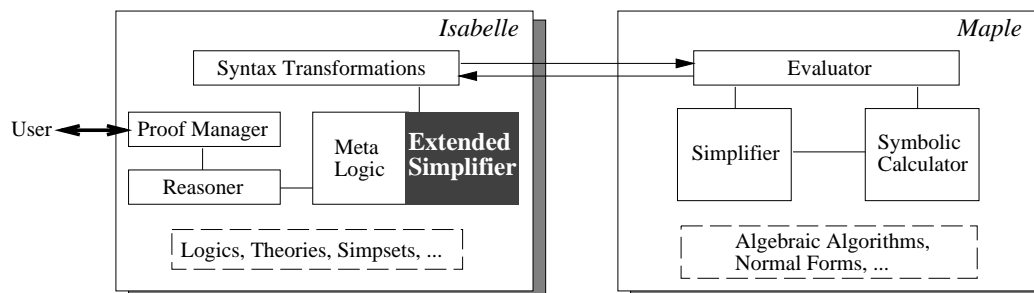 Isabelle
Maple
Syntax Transformations
Evaluator
User
Proof Manager
Meta
Logic
Extended
Simplifier
Simplifier
Symbolic
Calculator
Reasoner
Logics, Theories, Simpsets, ...
Algebraic Algorithms,
Normal Forms, ...